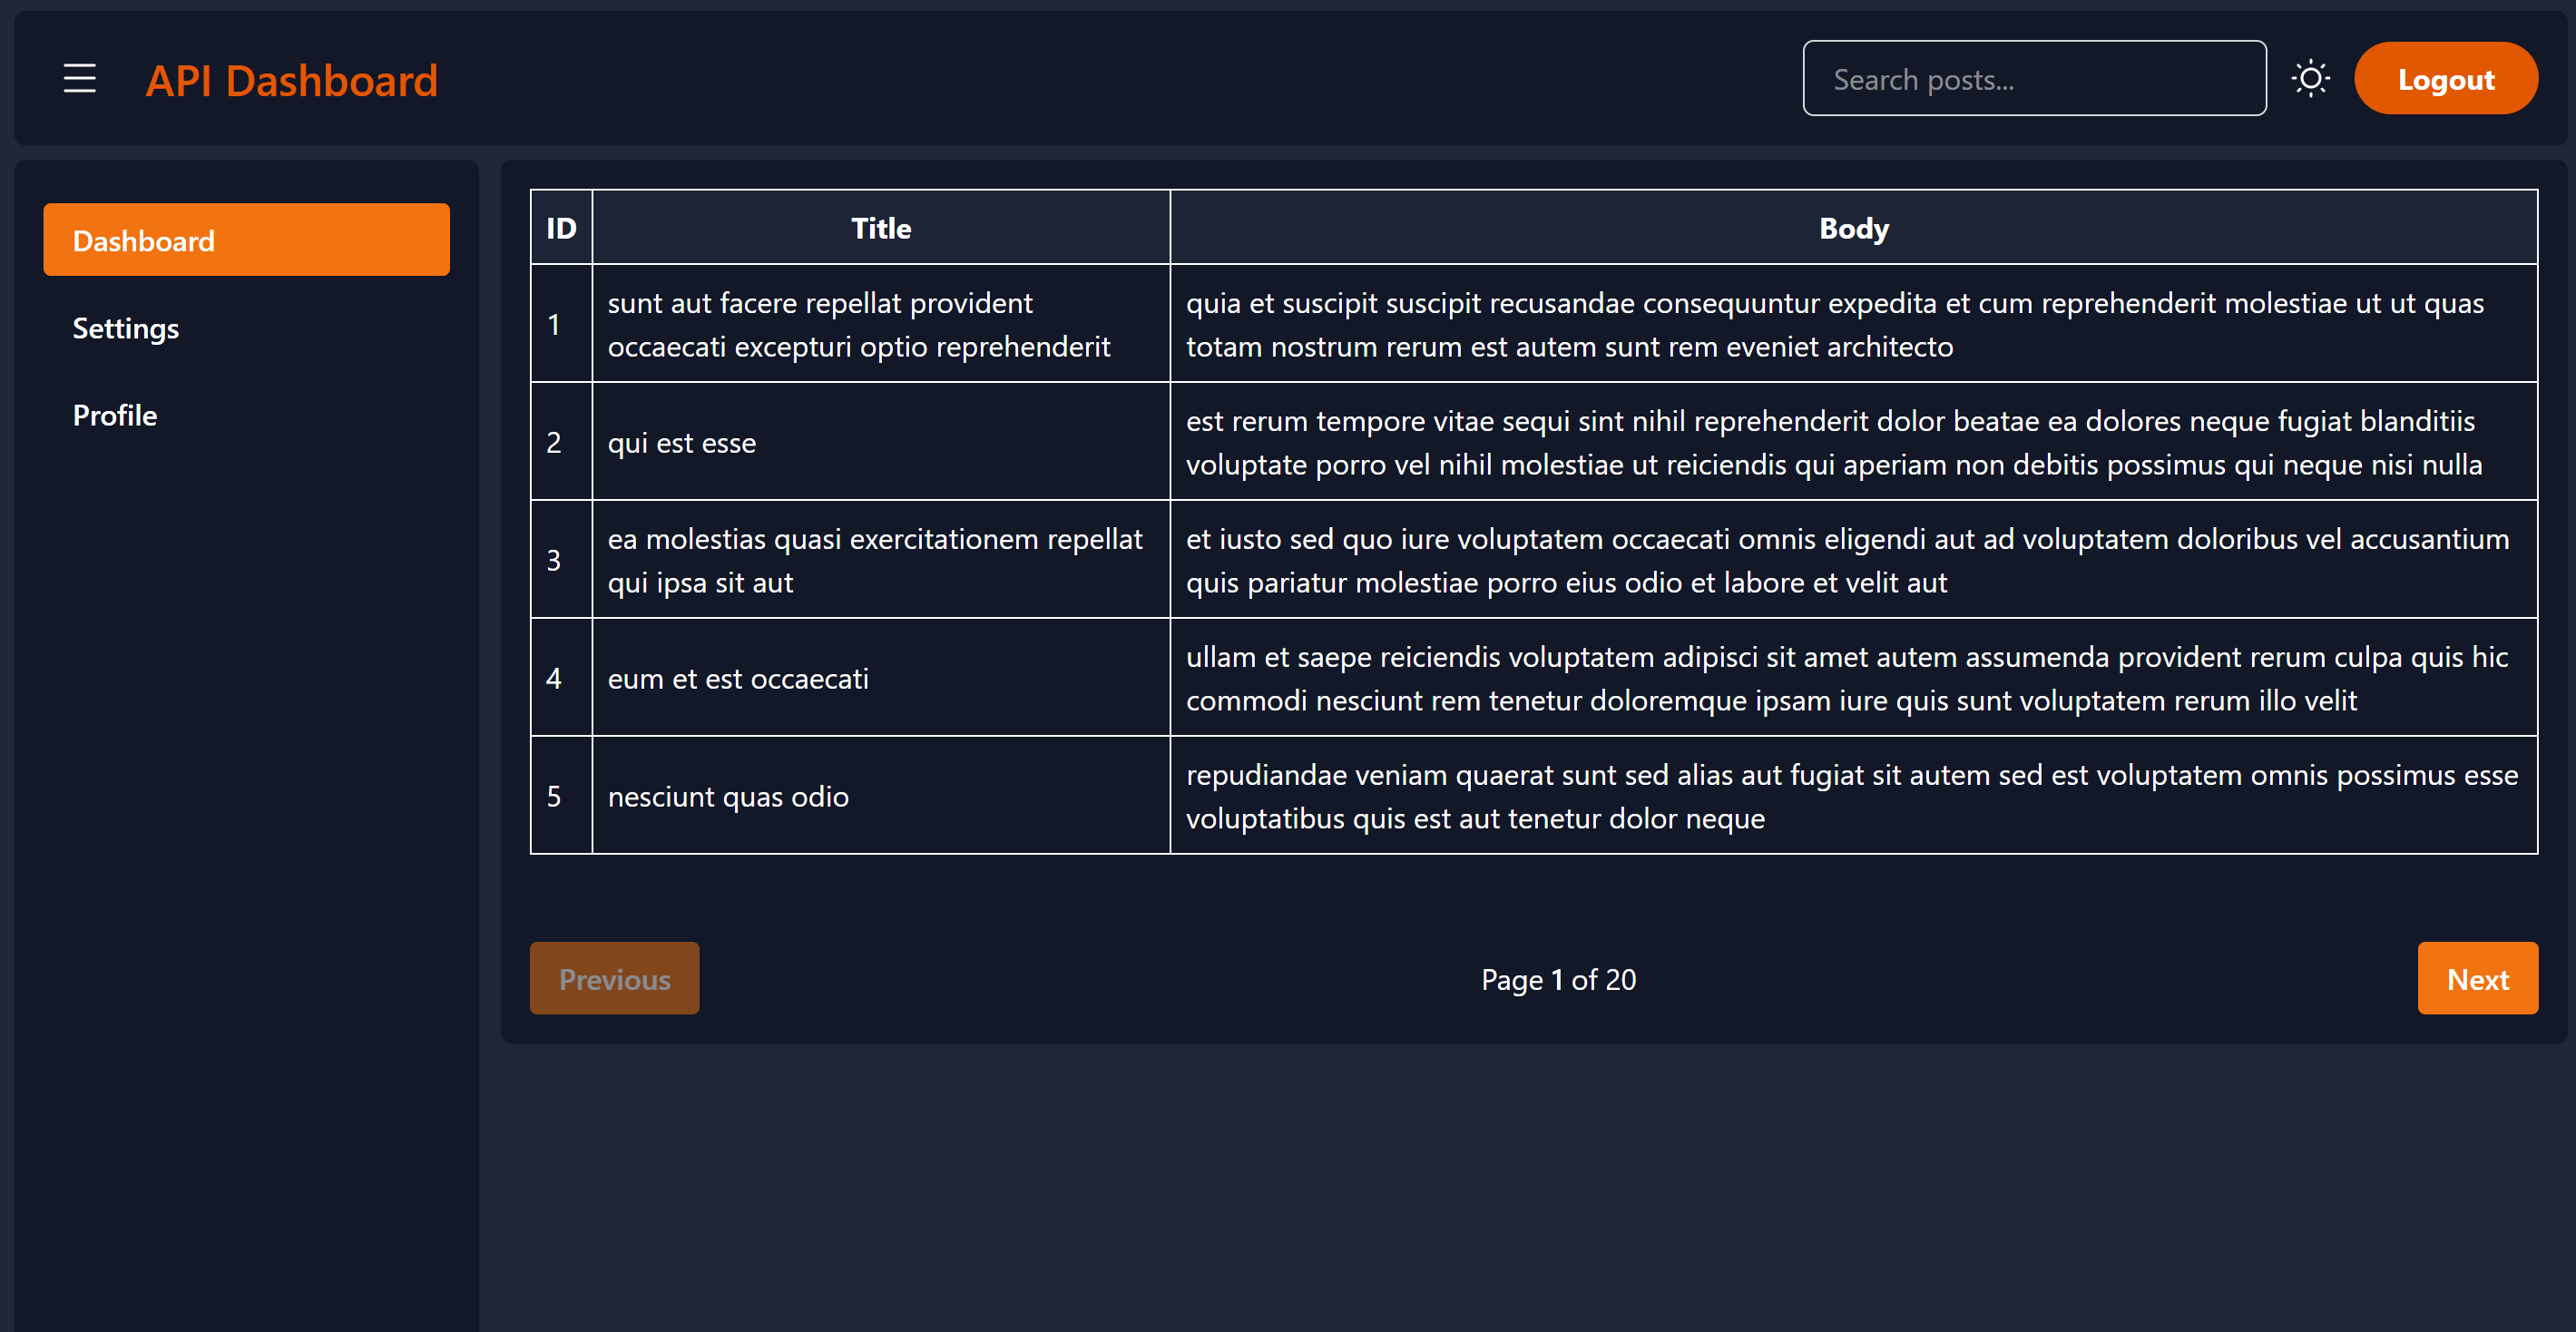 API Dashboard
Search posts...
Logout
Dashboard
Settings
Profile
ID Title Body
1
sunt aut facere repellat provident
occaecati excepturi optio reprehenderit
quia et suscipit suscipit recusandae consequuntur expedita et cum reprehenderit molestiae ut ut quas
totam nostrum rerum est autem sunt rem eveniet architecto
2
qui est esse
est rerum tempore vitae sequi sint nihil reprehenderit dolor beatae ea dolores neque fugiat blanditiis
voluptate porro vel nihil molestiae ut reiciendis qui aperiam non debitis possimus qui neque nisi nulla
3
ea molestias quasi exercitationem repellat
qui ipsa sit aut
et iusto sed quo iure voluptatem occaecati omnis eligendi aut ad voluptatem doloribus vel accusantium
quis pariatur molestiae porro eius odio et labore et velit aut
4
eum et est occaecati
ullam et saepe reiciendis voluptatem adipisci sit amet autem assumenda provident rerum culpa quis hic
commodi nesciunt rem tenetur doloremque ipsam iure quis sunt voluptatem rerum illo velit
5
nesciunt quas odio
repudiandae veniam quaerat sunt sed alias aut fugiat sit autem sed est voluptatem omnis possimus esse
voluptatibus quis est aut tenetur dolor neque
Previous
Page 1 of 20
Next